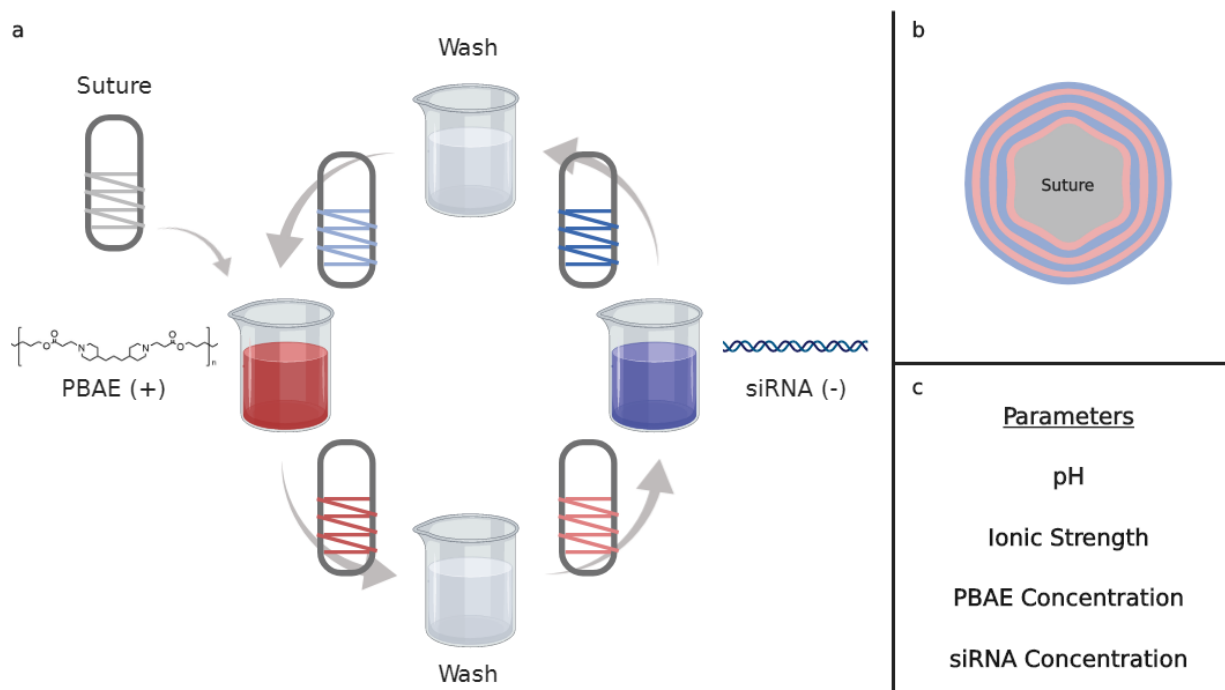 a
Wash
Suture
PBAE (+)
siRNA (-)
Wash
b
Suture
c
Parameters
pH
Ionic Strength
PBAE Concentration
siRNA Concentration
O
O
N
N
O
O
n